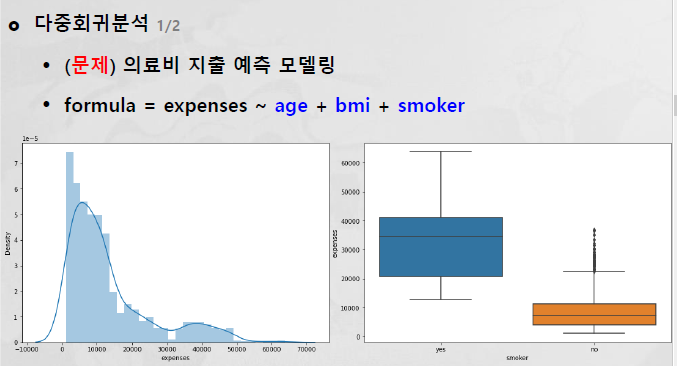 다중회귀분석 1/2
• (문제) 의료비 지출 예측 모델링
• formula = expenses ~ age + bmi + smoker
1e−5
7
6
5
4
3
2
1
0
Density
−10000 0 10000 20000 30000 40000 50000 60000 70000
expenses
60000
50000
40000
30000
20000
10000
0
expenses
yes no
smoker